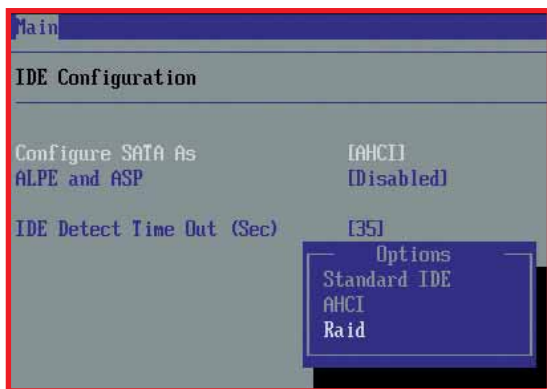 Main
IDE Configuration
Configure SATA As [AHCI]
ALPE and ASP [Disabled]
IDE Detect Time Out (Sec) [35]
Options
Standard IDE
AHCI
Raid